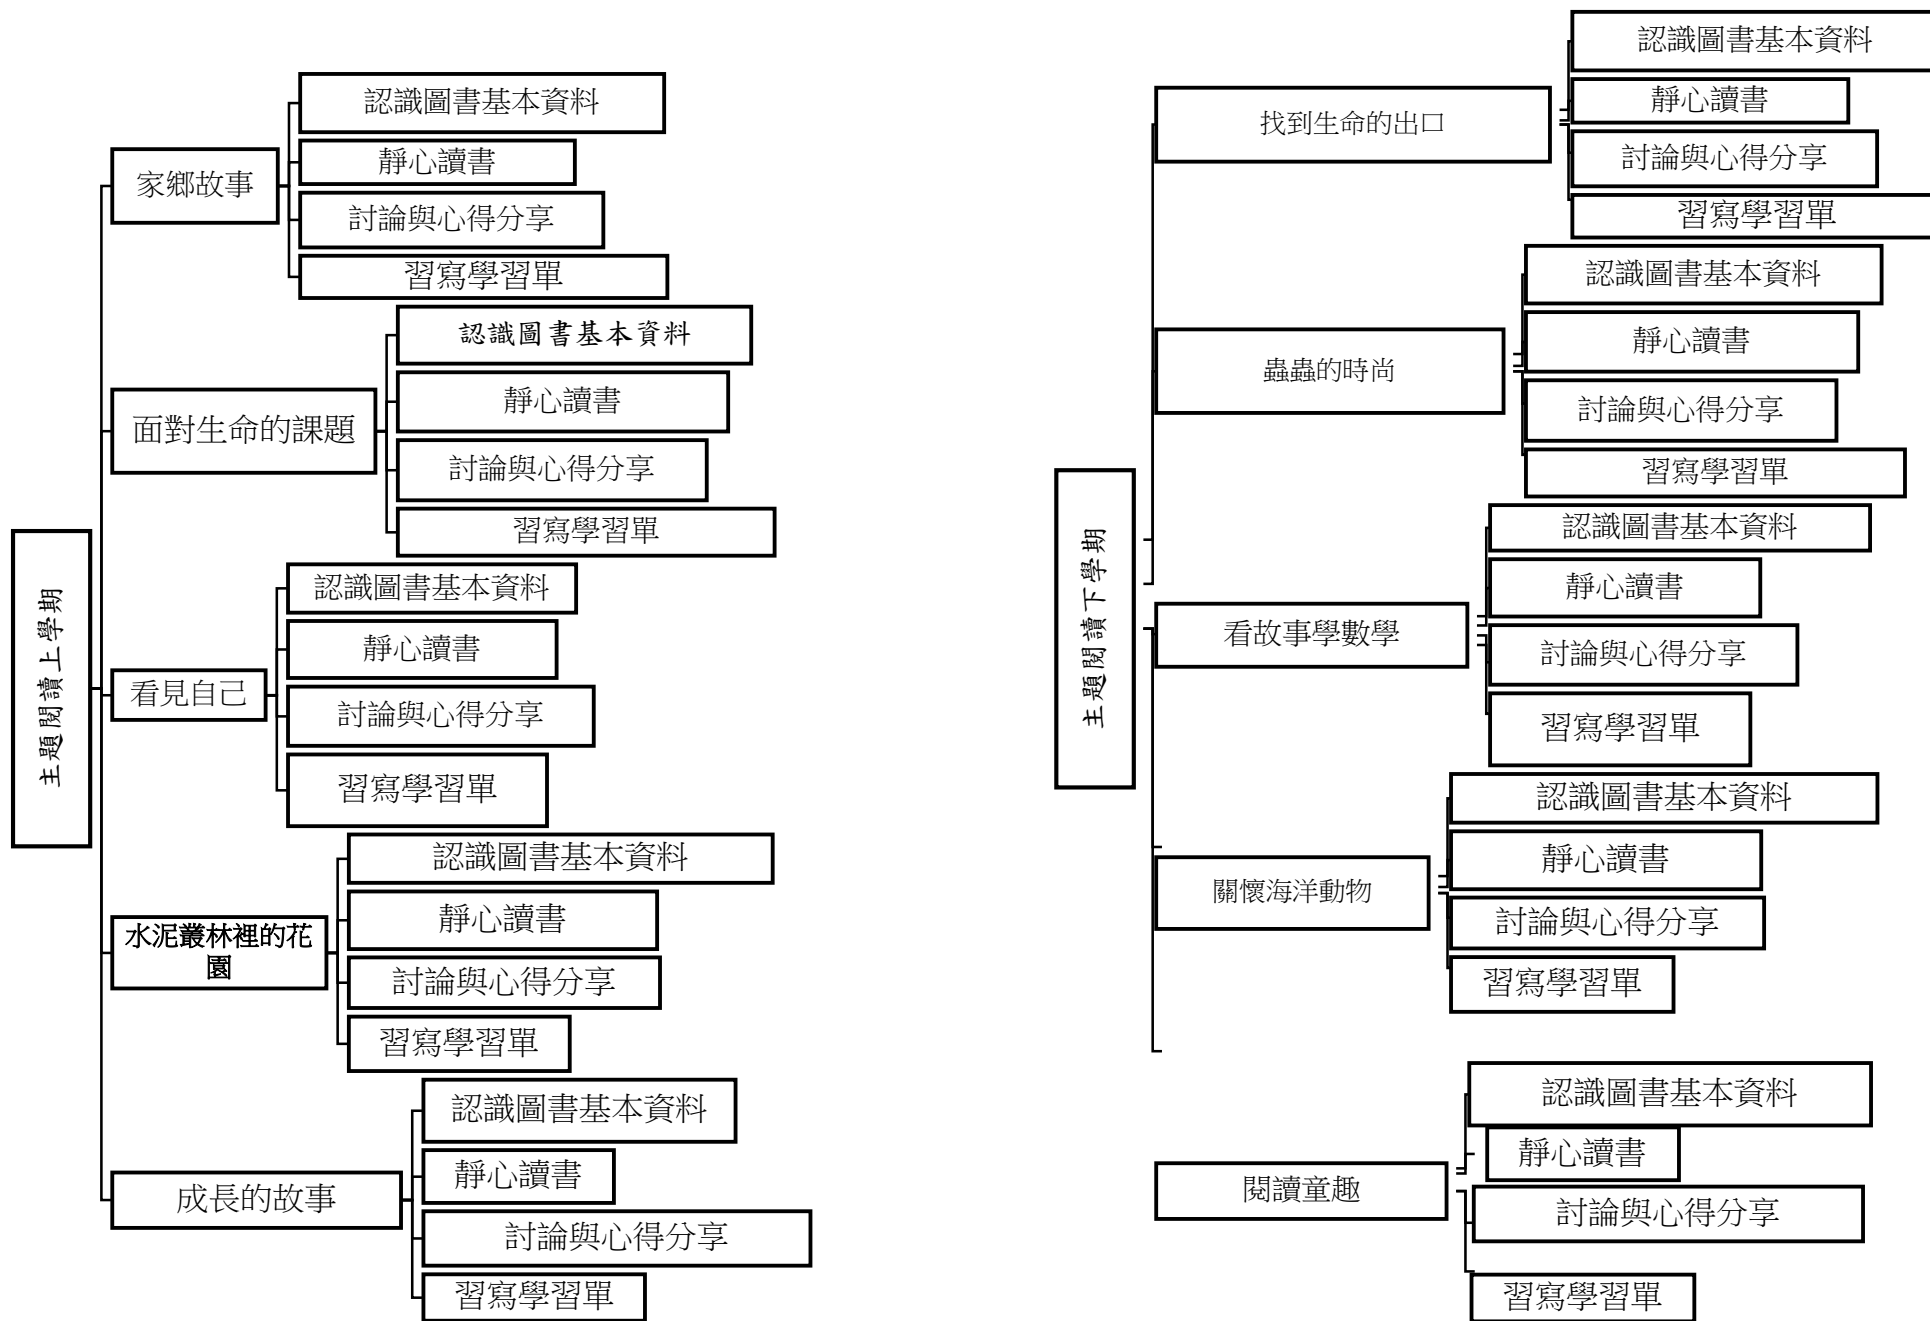 主題閱讀上學期
家鄉故事
認識圖書基本資料
靜心讀書
討論與心得分享
習寫學習單
面對生命的課題
認識圖書基本資料
靜心讀書
討論與心得分享
習寫學習單
看見自己
認識圖書基本資料
靜心讀書
討論與心得分享
習寫學習單
水泥叢林裡的花
園
認識圖書基本資料
靜心讀書
討論與心得分享
習寫學習單
成長的故事
認識圖書基本資料
靜心讀書
討論與心得分享
習寫學習單
主題閱讀下學期
找到生命的出口
認識圖書基本資料
靜心讀書
討論與心得分享
習寫學習單
蟲蟲的時尚
認識圖書基本資料
靜心讀書
討論與心得分享
習寫學習單
看故事學數學
認識圖書基本資料
靜心讀書
討論與心得分享
習寫學習單
關懷海洋動物
認識圖書基本資料
靜心讀書
討論與心得分享
習寫學習單
閱讀童趣
認識圖書基本資料
靜心讀書
討論與心得分享
習寫學習單